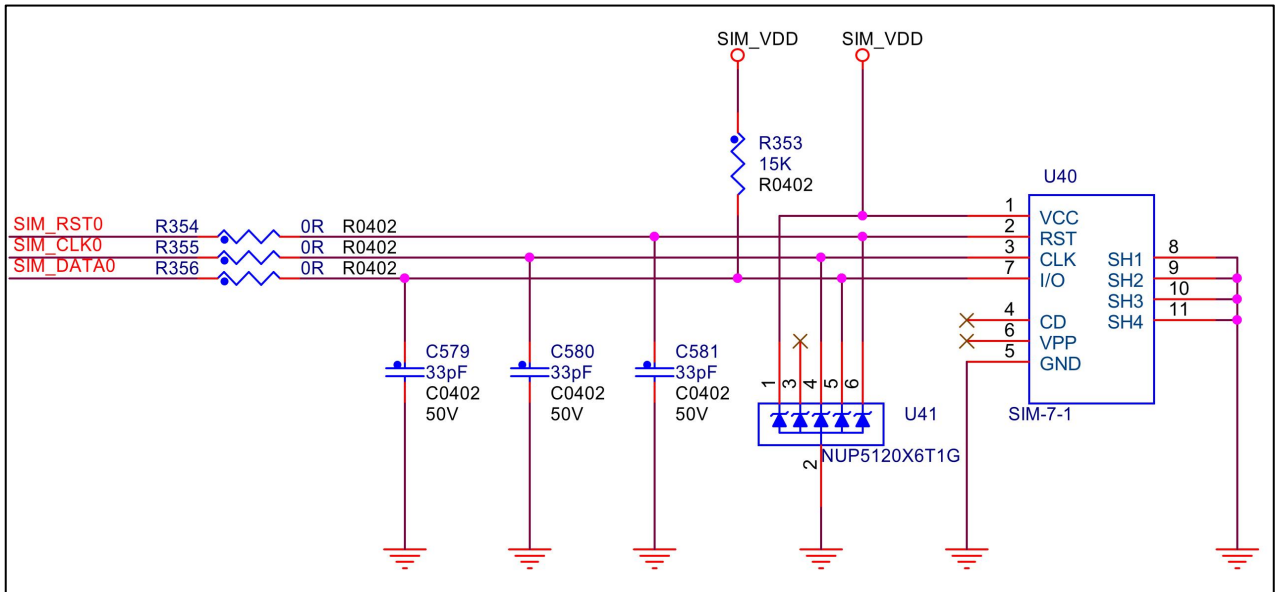 SIM_VDD SIM_VDD
R353
15K
R0402
U40
SIM_RST0 R354 0R R0402
SIM_CLK0 R355 0R R0402
SIM_DATA0 R356 0R R0402
1 VCC
2 RST
3 CLK
7 I/O
4 CD
6 VPP
5 GND
SH1 8
SH2 9
SH3 10
SH4 11
SIM-7-1
C579
33pF
C0402
50V
C580
33pF
C0402
50V
C581
33pF
C0402
50V
1 3 4 5 6
U41
NUP5120X6T1G
2